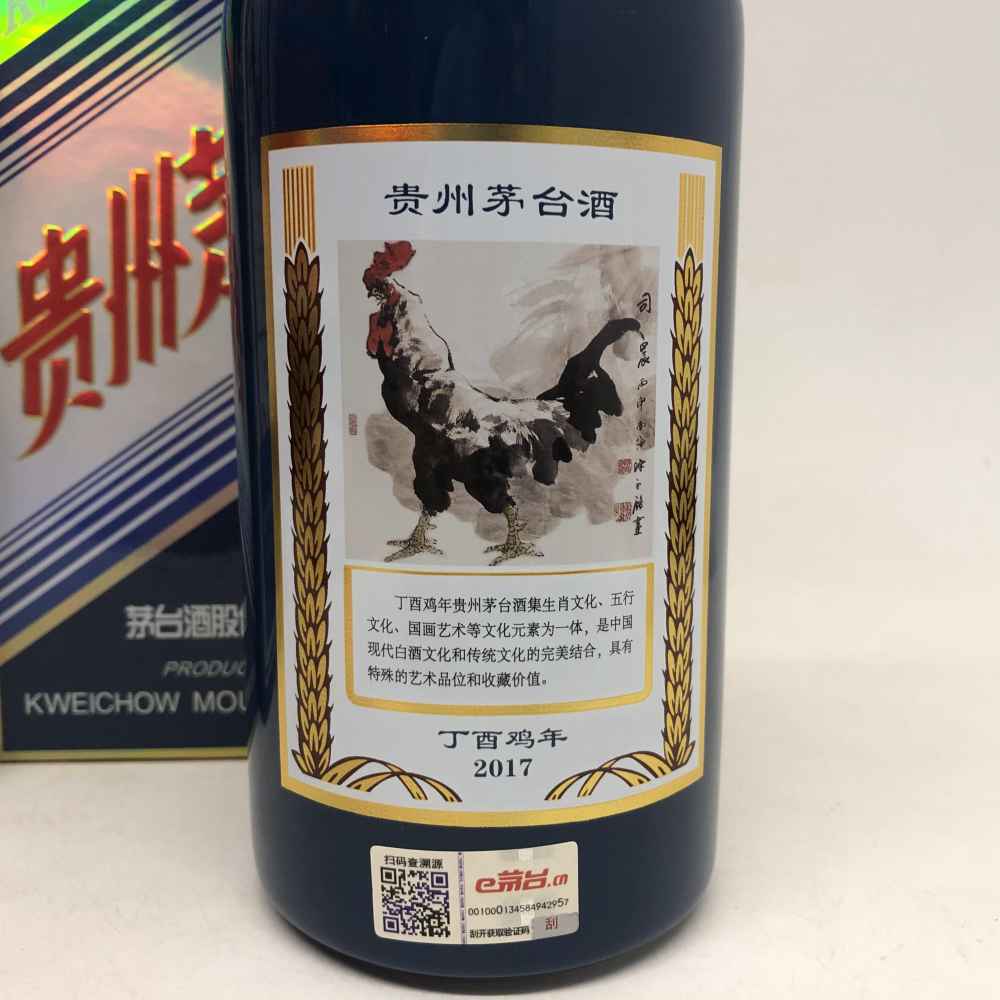 贵州茅台酒
司晨
丁酉鸡年贵州茅台酒集生肖文化、五行
文化、国画艺术等文化元素为一体，是中国
现代白酒文化和传统文化的完美结合，具有
特殊的艺术品位和收藏价值。
丁酉鸡年
2017
扫码查溯源
e茅台.cn
001000134584942957
刮开获取验证码
刮
贵州茅
茅台酒股
PRODUC
KWEICHOW MOU